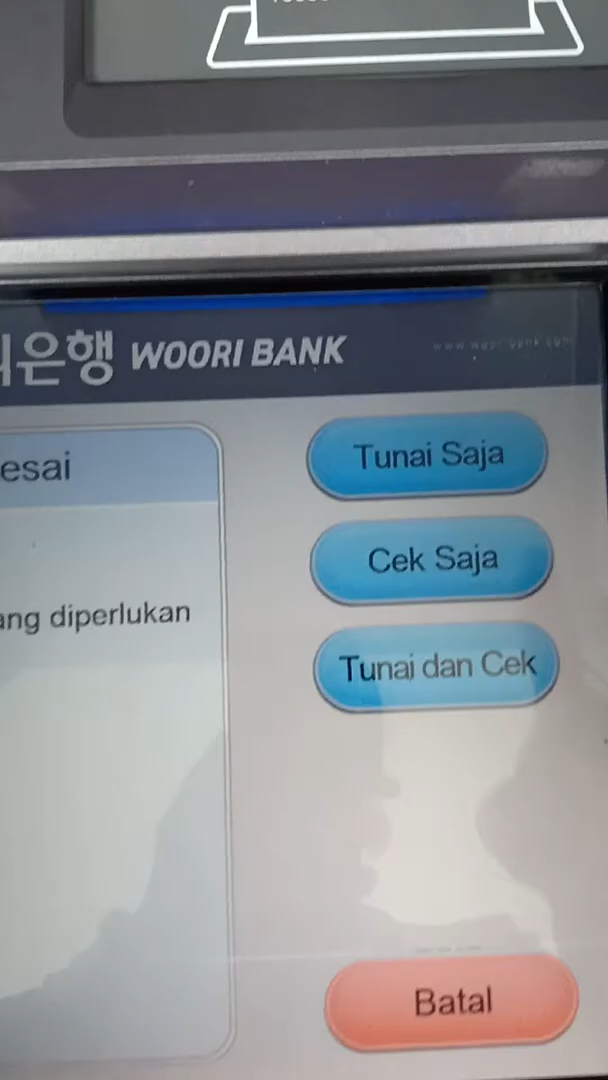 은행 WOORI BANK
esai
Tunai Saja
Cek Saja
ang diperlukan
Tunai dan Cek
Batal